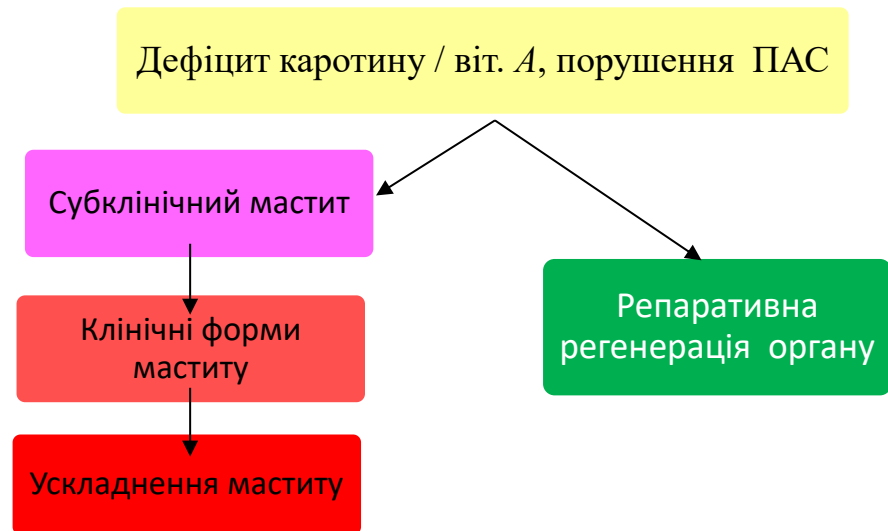 Дефіцит каротину / віт. А, порушення ПАС
Субклінічний мастит
Клінічні форми
маститу
Репаративна
регенерація органу
Ускладнення маститу